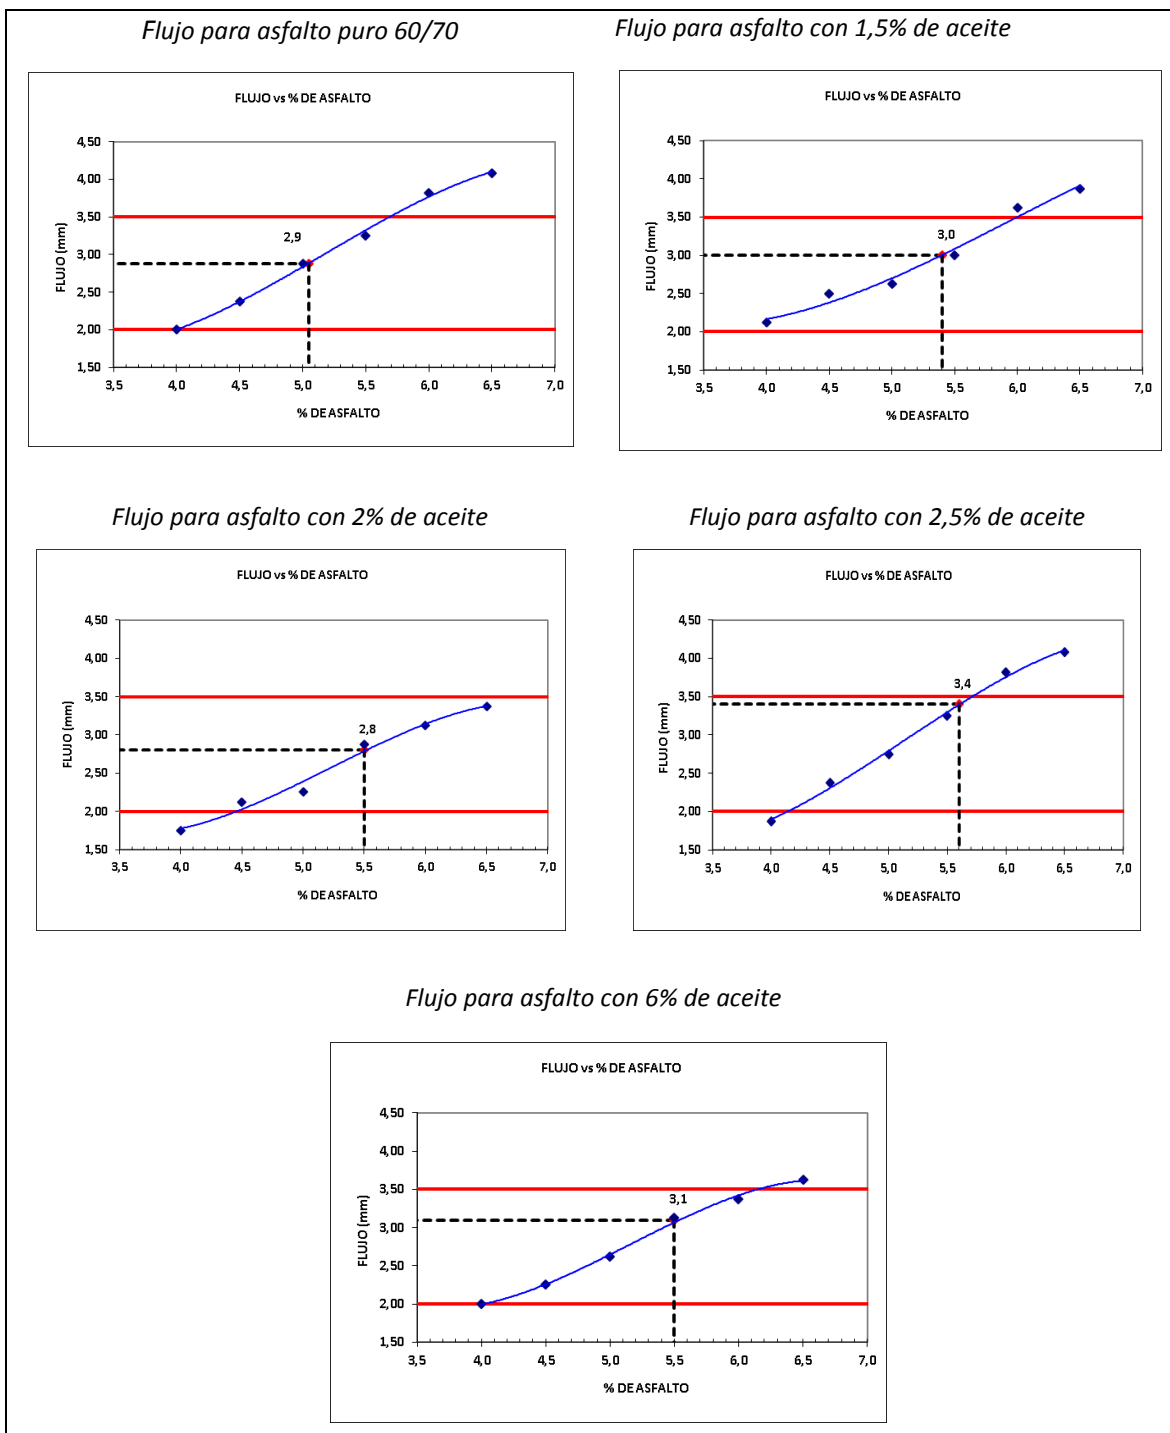 Flujo para asfalto puro 60/70
Flujo para asfalto con 1,5% de aceite
FLUJO vs % DE ASFALTO
4,50
4,00
3,50
3,00
2,50
2,00
1,50
FLUJO (mm)
2,9
3,5 4,0 4,5 5,0 5,5 6,0 6,5 7,0
% DE ASFALTO
FLUJO vs % DE ASFALTO
4,50
4,00
3,50
3,00
2,50
2,00
1,50
FLUJO (mm)
3,0
3,5 4,0 4,5 5,0 5,5 6,0 6,5 7,0
% DE ASFALTO
Flujo para asfalto con 2% de aceite
Flujo para asfalto con 2,5% de aceite
FLUJO vs % DE ASFALTO
4,50
4,00
3,50
3,00
2,50
2,00
1,50
FLUJO (mm)
2,8
3,5 4,0 4,5 5,0 5,5 6,0 6,5 7,0
% DE ASFALTO
FLUJO vs % DE ASFALTO
4,50
4,00
3,50
3,00
2,50
2,00
1,50
FLUJO (mm)
3,4
3,5 4,0 4,5 5,0 5,5 6,0 6,5 7,0
% DE ASFALTO
Flujo para asfalto con 6% de aceite
FLUJO vs % DE ASFALTO
4,50
4,00
3,50
3,00
2,50
2,00
1,50
FLUJO (mm)
3,1
3,5 4,0 4,5 5,0 5,5 6,0 6,5 7,0
% DE ASFALTO